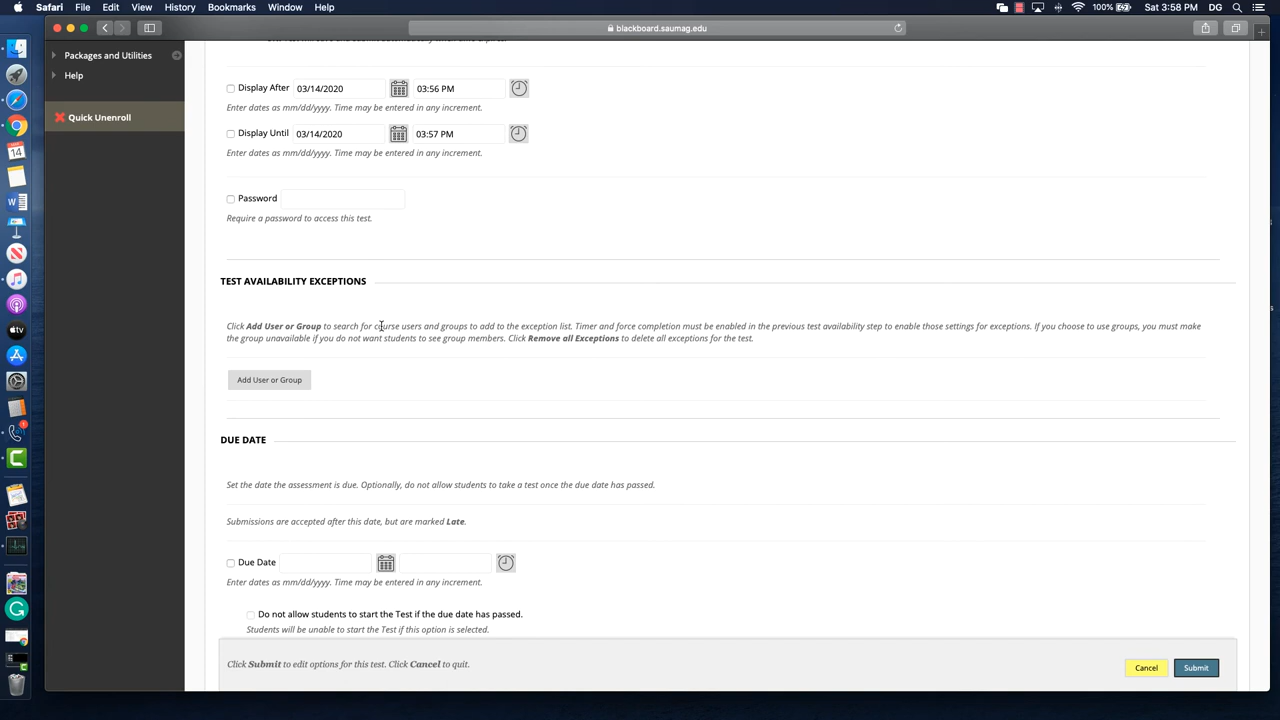 Safari File Edit View History Bookmarks Window Help 100% Sat 3:58 PM DG
blackboard.saumag.edu
Packages and Utilities
Help
Quick Unenroll
Display After 03/14/2020 03:56 PM
Enter dates as mm/dd/yyyy. Time may be entered in any increment.
Display Until 03/14/2020 03:57 PM
Enter dates as mm/dd/yyyy. Time may be entered in any increment.
Password
Require a password to access this test.
TEST AVAILABILITY EXCEPTIONS
Click Add User or Group to search for course users and groups to add to the exception list. Timer and force completion must be enabled in the previous test availability step to enable those settings for exceptions. If you choose to use groups, you must make
the group unavailable if you do not want students to see group members. Click Remove all Exceptions to delete all exceptions for the test.
Add User or Group
DUE DATE
Set the date the assessment is due. Optionally, do not allow students to take a test once the due date has passed.
Submissions are accepted after this date, but are marked Late.
Due Date
Enter dates as mm/dd/yyyy. Time may be entered in any increment.
Do not allow students to start the Test if the due date has passed.
Students will be unable to start the Test if this option is selected.
Click Submit to edit options for this test. Click Cancel to quit.
Cancel Submit